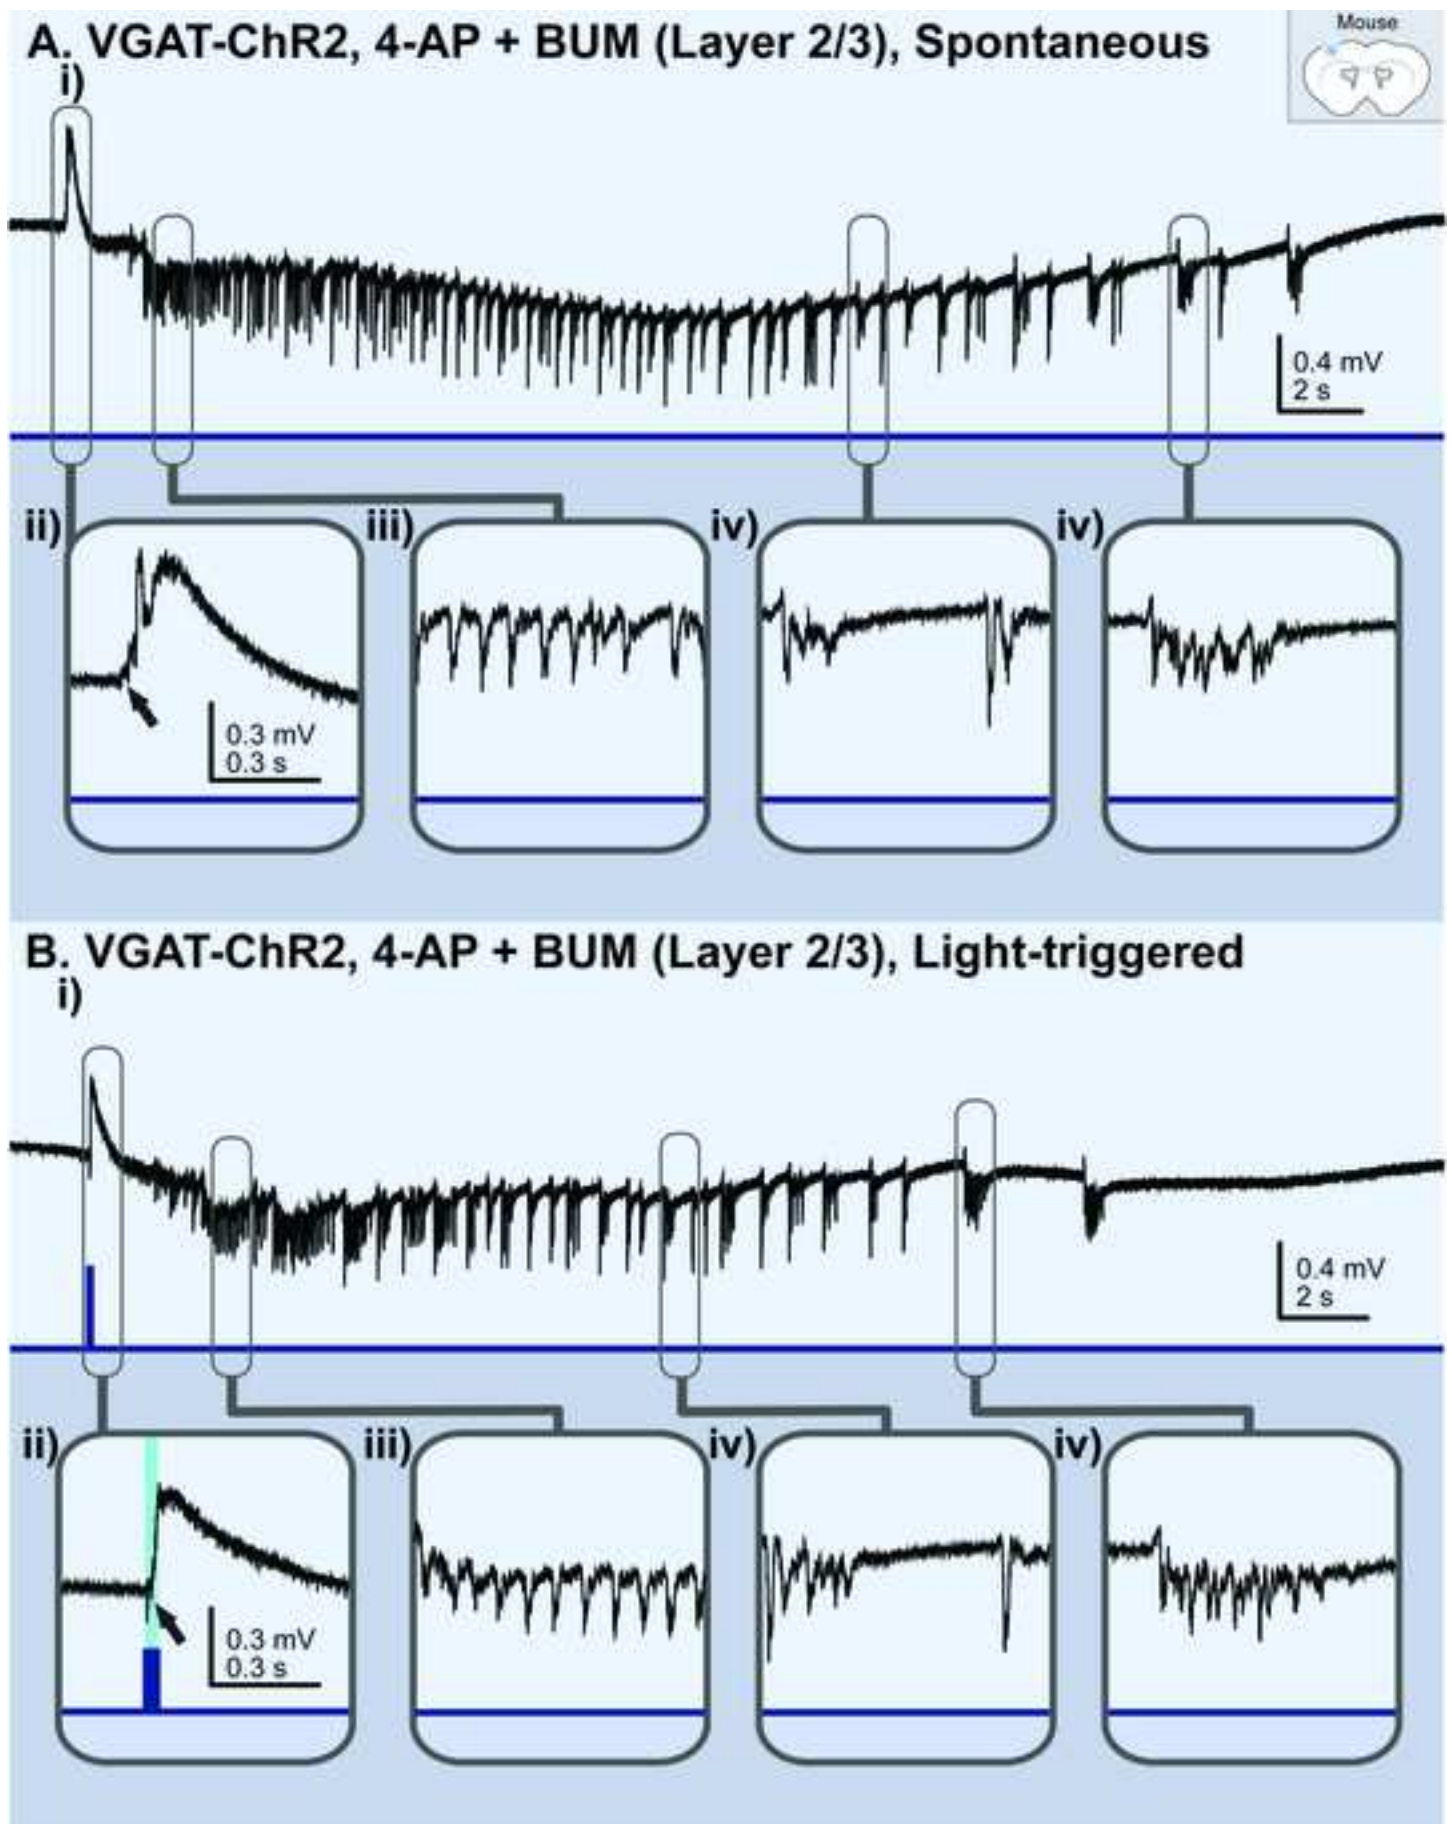 A. VGAT-ChR2, 4-AP + BUM (Layer 2/3), Spontaneous
Mouse
i)
0.4 mV
2 s
ii)
iii)
iv)
iv)
0.3 mV
0.3 s
B. VGAT-ChR2, 4-AP + BUM (Layer 2/3), Light-triggered
i)
0.4 mV
2 s
ii)
iii)
iv)
iv)
0.3 mV
0.3 s